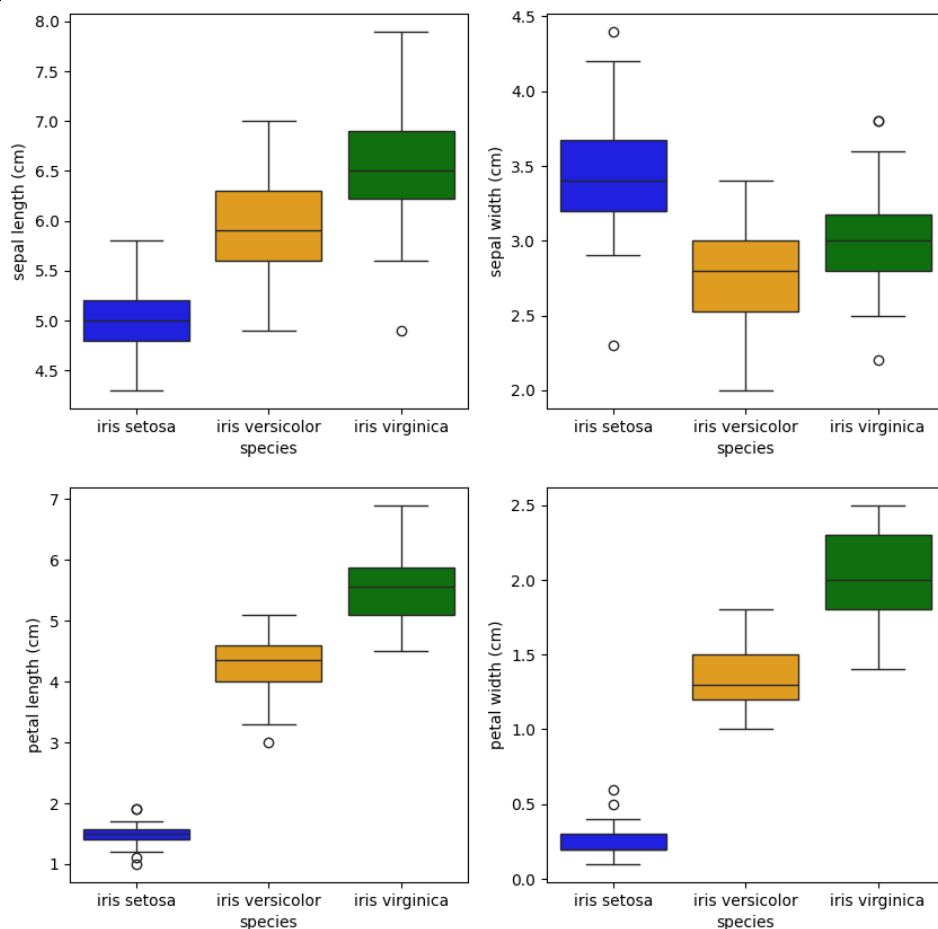 sepal length (cm)
8.0
7.5
7.0
6.5
6.0
5.5
5.0
4.5
iris setosa iris versicolor iris virginica
species
sepal width (cm)
4.5
4.0
3.5
3.0
2.5
2.0
iris setosa iris versicolor iris virginica
species
petal length (cm)
7
6
5
4
3
2
1
iris setosa iris versicolor iris virginica
species
petal width (cm)
2.5
2.0
1.5
1.0
0.5
0.0
iris setosa iris versicolor iris virginica
species